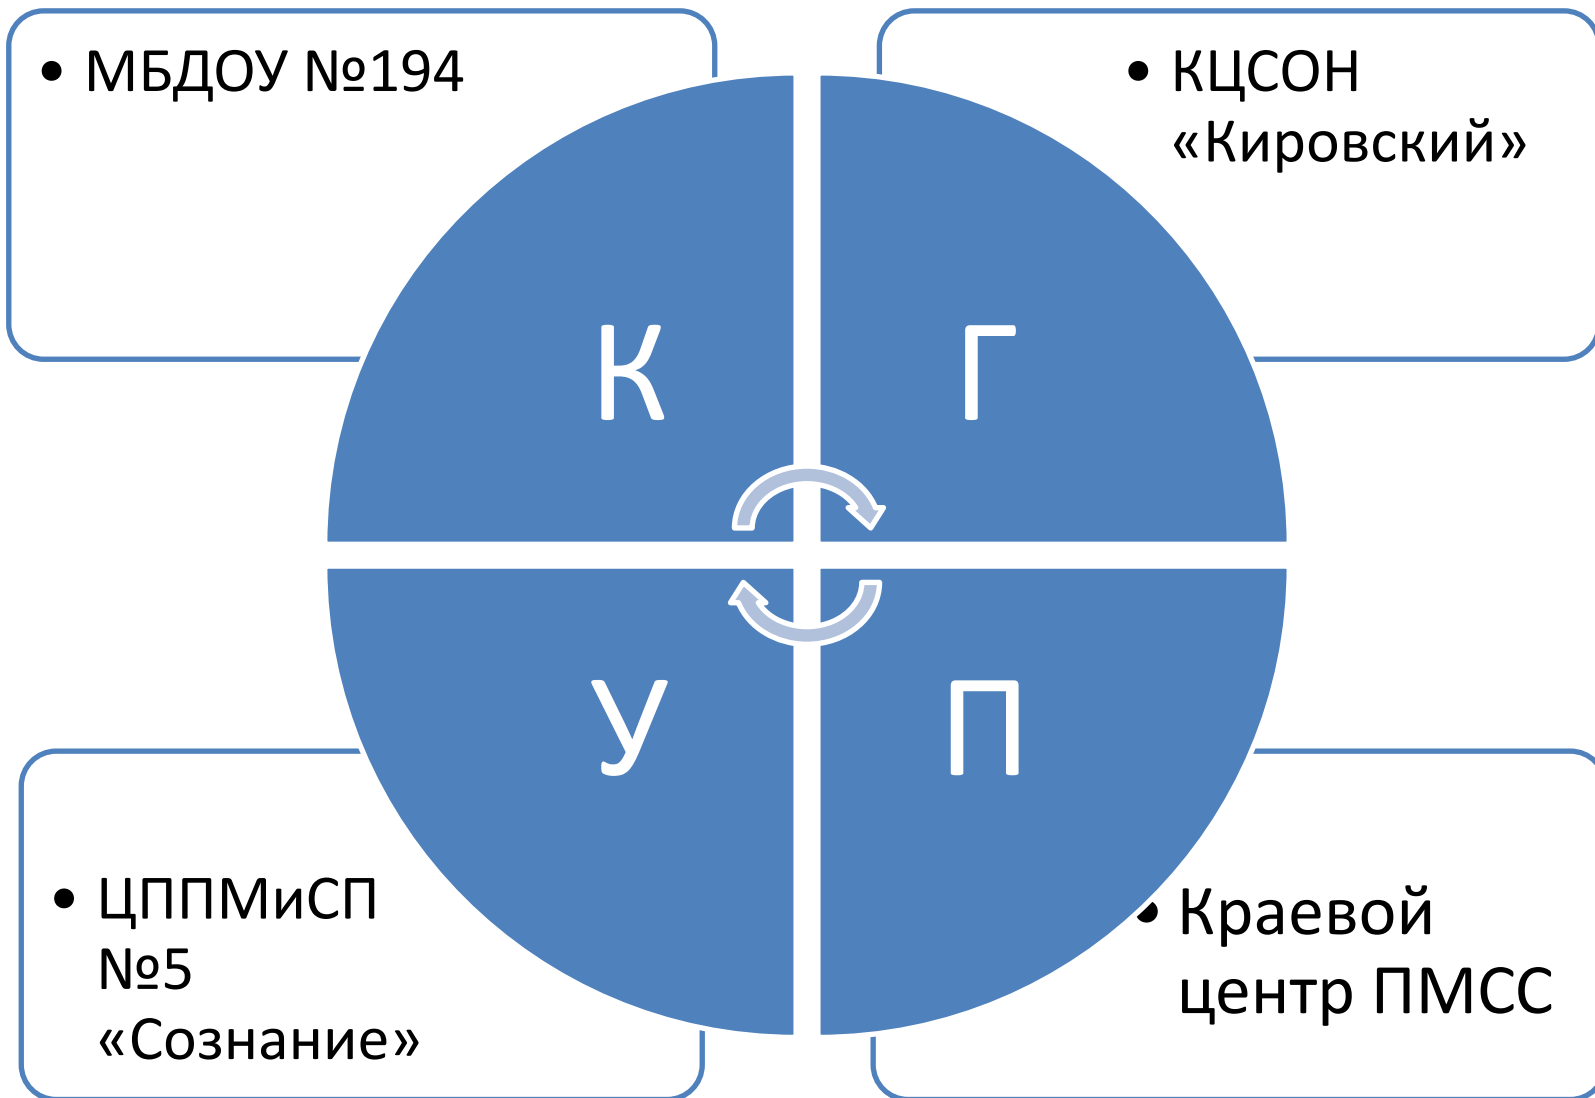 • МБДОУ №194
• КЦСОН
«Кировский»
К
Г
У
П
• ЦППМиСП
№5
«Сознание»
• Краевой
центр ПМСС